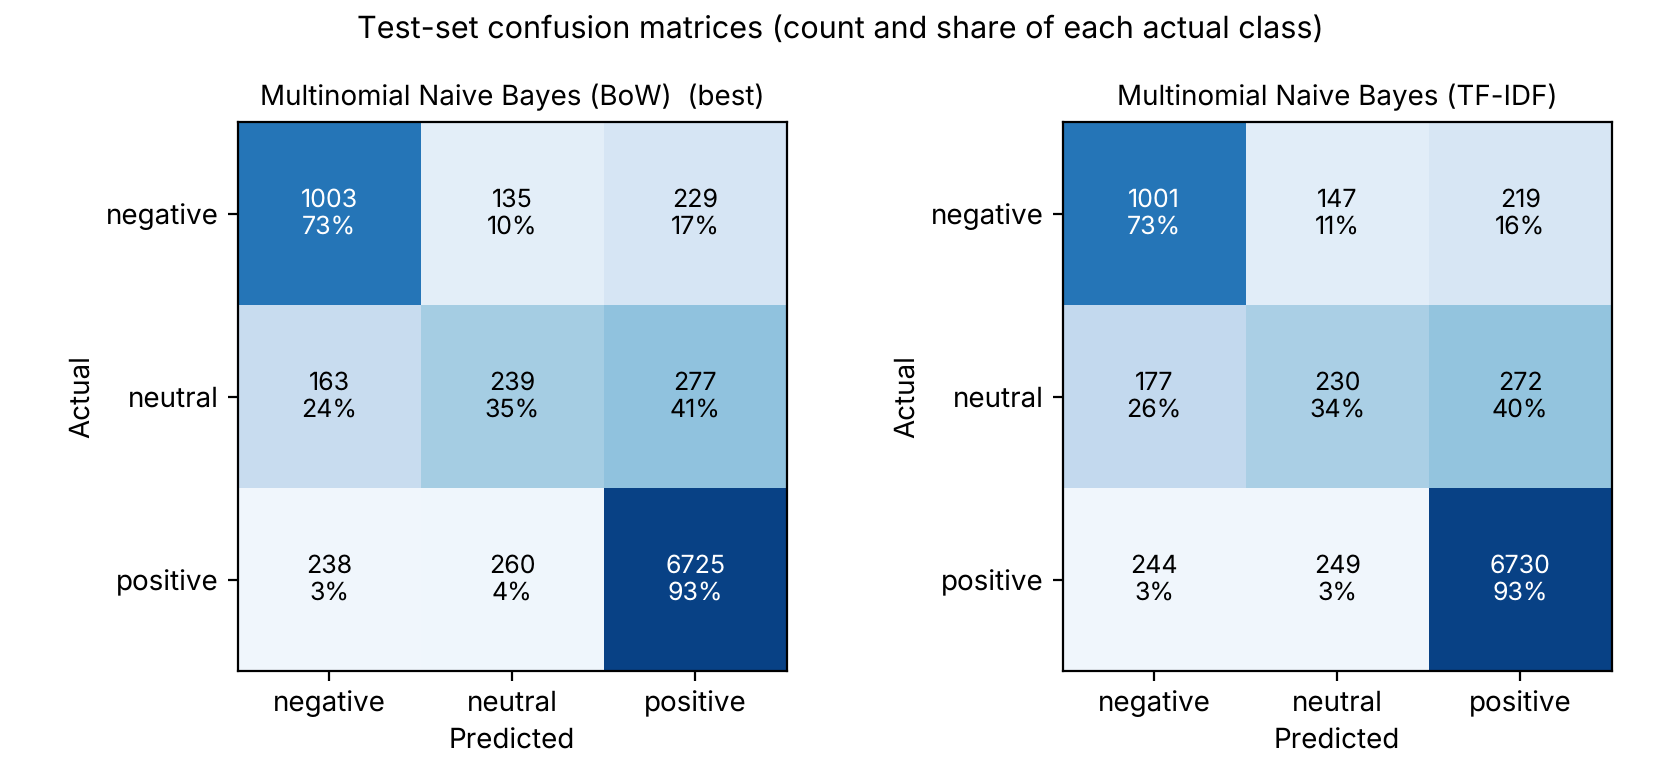 Test-set confusion matrices (count and share of each actual class)
Multinomial Naive Bayes (BoW)  (best)
Actual
negative
1003 135 229
73% 10% 17%
neutral
163 239 277
24% 35% 41%
positive
238 260 6725
3% 4% 93%
negative neutral positive
Predicted
Multinomial Naive Bayes (TF-IDF)
Actual
negative
1001 147 219
73% 11% 16%
neutral
177 230 272
26% 34% 40%
positive
244 249 6730
3% 3% 93%
negative neutral positive
Predicted